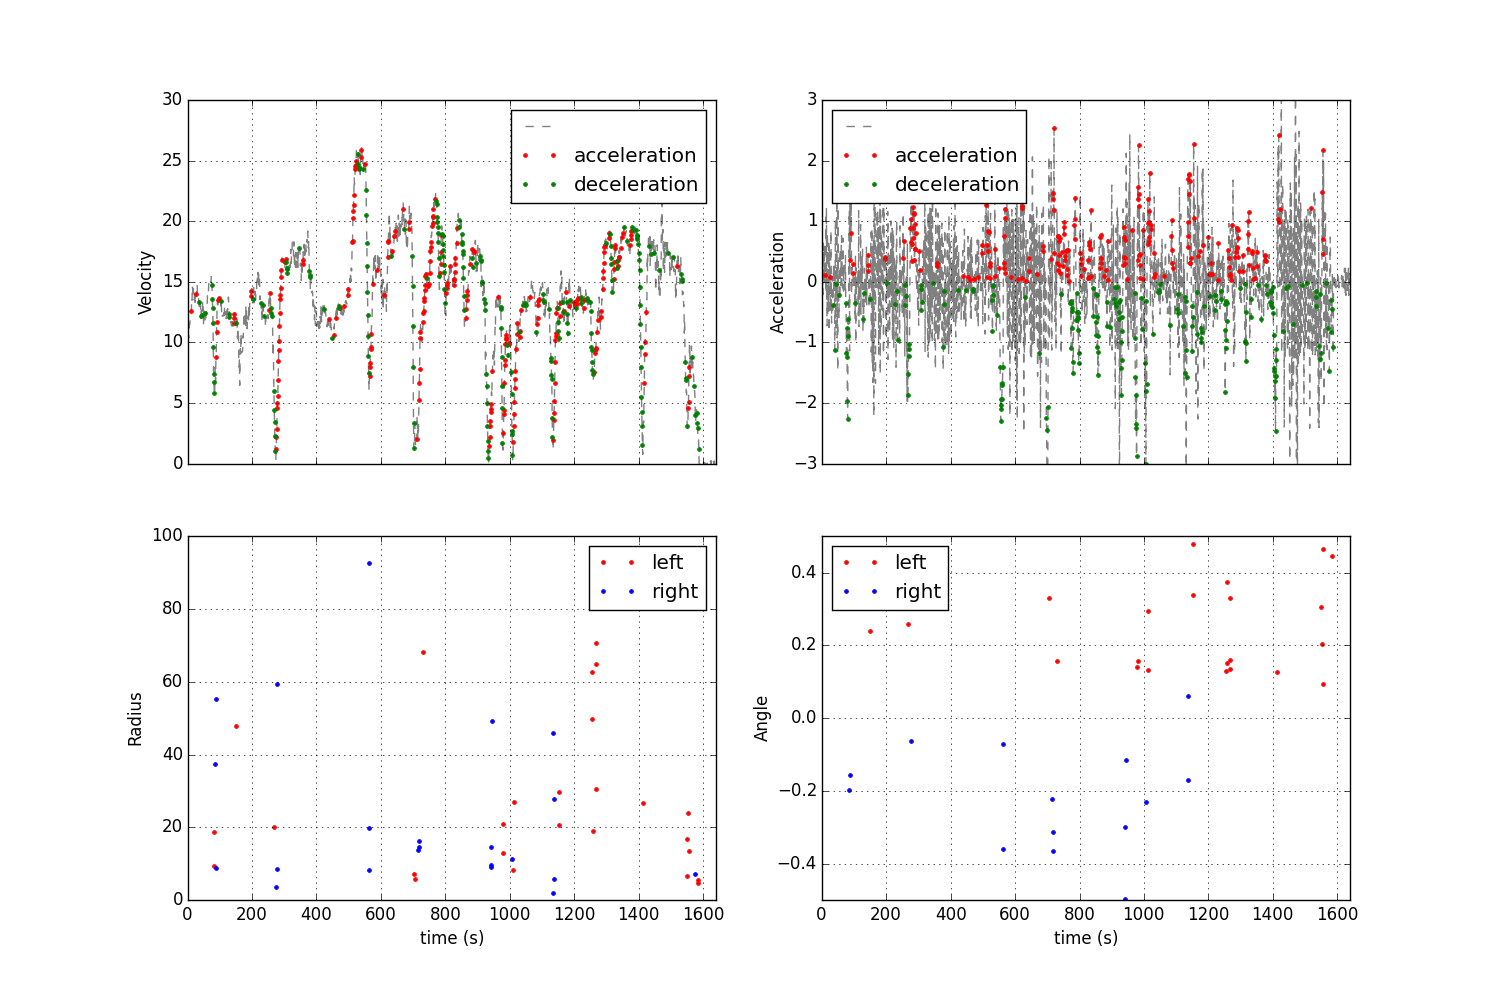 30
25
20
15
10
5
0
Velocity
acceleration
deceleration
3
2
1
0
−1
−2
−3
Acceleration
acceleration
deceleration
100
80
60
40
20
0
Radius
left
right
0 200 400 600 800 1000 1200 1400 1600
time (s)
0.4
0.2
0.0
−0.2
−0.4
Angle
left
right
0 200 400 600 800 1000 1200 1400 1600
time (s)